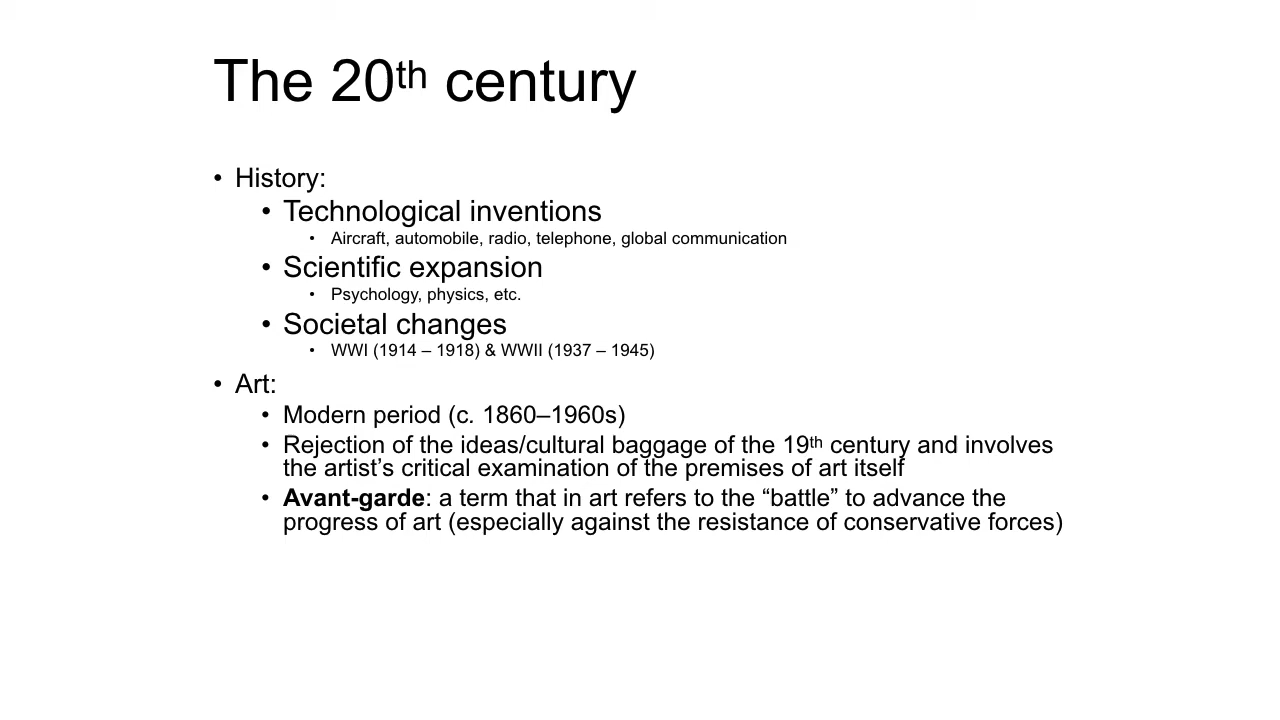 The 20th century
• History:
• Technological inventions
• Aircraft, automobile, radio, telephone, global communication
• Scientific expansion
• Psychology, physics, etc.
• Societal changes
• WWI (1914 – 1918) & WWII (1937 – 1945)
• Art:
• Modern period (c. 1860–1960s)
• Rejection of the ideas/cultural baggage of the 19th century and involves
the artist’s critical examination of the premises of art itself
• Avant-garde: a term that in art refers to the “battle” to advance the
progress of art (especially against the resistance of conservative forces)